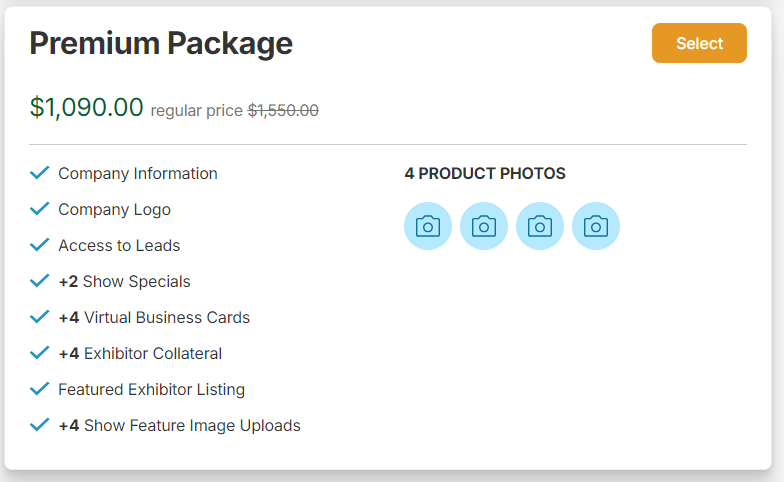 Premium Package
Select
$1,090.00 regular price $1,550.00
Company Information
Company Logo
Access to Leads
+2 Show Specials
+4 Virtual Business Cards
+4 Exhibitor Collateral
Featured Exhibitor Listing
+4 Show Feature Image Uploads
4 PRODUCT PHOTOS